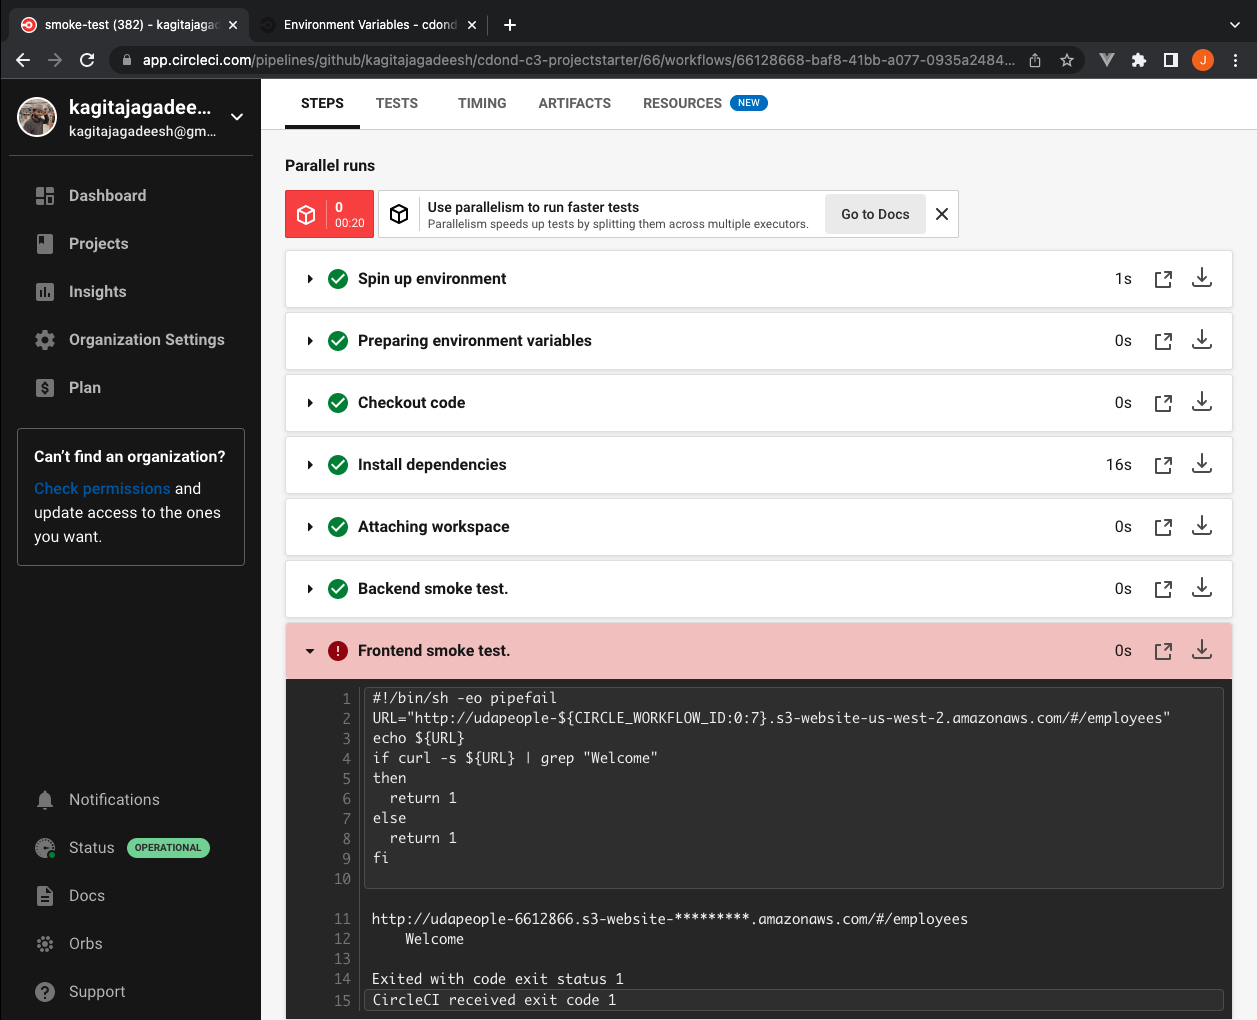 smoke-test (382) - kagitajagad
Environment Variables - cdond
app.circleci.com/pipelines/github/kagitajagadeesh/cdond-c3-projectstarter/66/workflows/66128668-baf8-41bb-a077-0935a2484...
J
kagitajagadee...
kagitajagadeesh@gm...
Dashboard
Projects
Insights
Organization Settings
Plan
Can't find an organization?
Check permissions and
update access to the ones
you want.
Notifications
Status OPERATIONAL
Docs
Orbs
Support
STEPS TESTS TIMING ARTIFACTS RESOURCES NEW
Parallel runs
0
00:20
Use parallelism to run faster tests
Parallelism speeds up tests by splitting them across multiple executors.
Go to Docs
Spin up environment 1s
Preparing environment variables 0s
Checkout code 0s
Install dependencies 16s
Attaching workspace 0s
Backend smoke test. 0s
Frontend smoke test. 0s
1 #!/bin/sh -eo pipefail
2 URL="http://udapeople-${CIRCLE_WORKFLOW_ID:0:7}.s3-website-us-west-2.amazonaws.com/#/employees"
3 echo ${URL}
4 if curl -s ${URL} | grep "Welcome"
5 then
6 return 1
7 else
8 return 1
9 fi
10
11 http://udapeople-6612866.s3-website-*********.amazonaws.com/#/employees
12 Welcome
13
14 Exited with code exit status 1
15 CircleCI received exit code 1